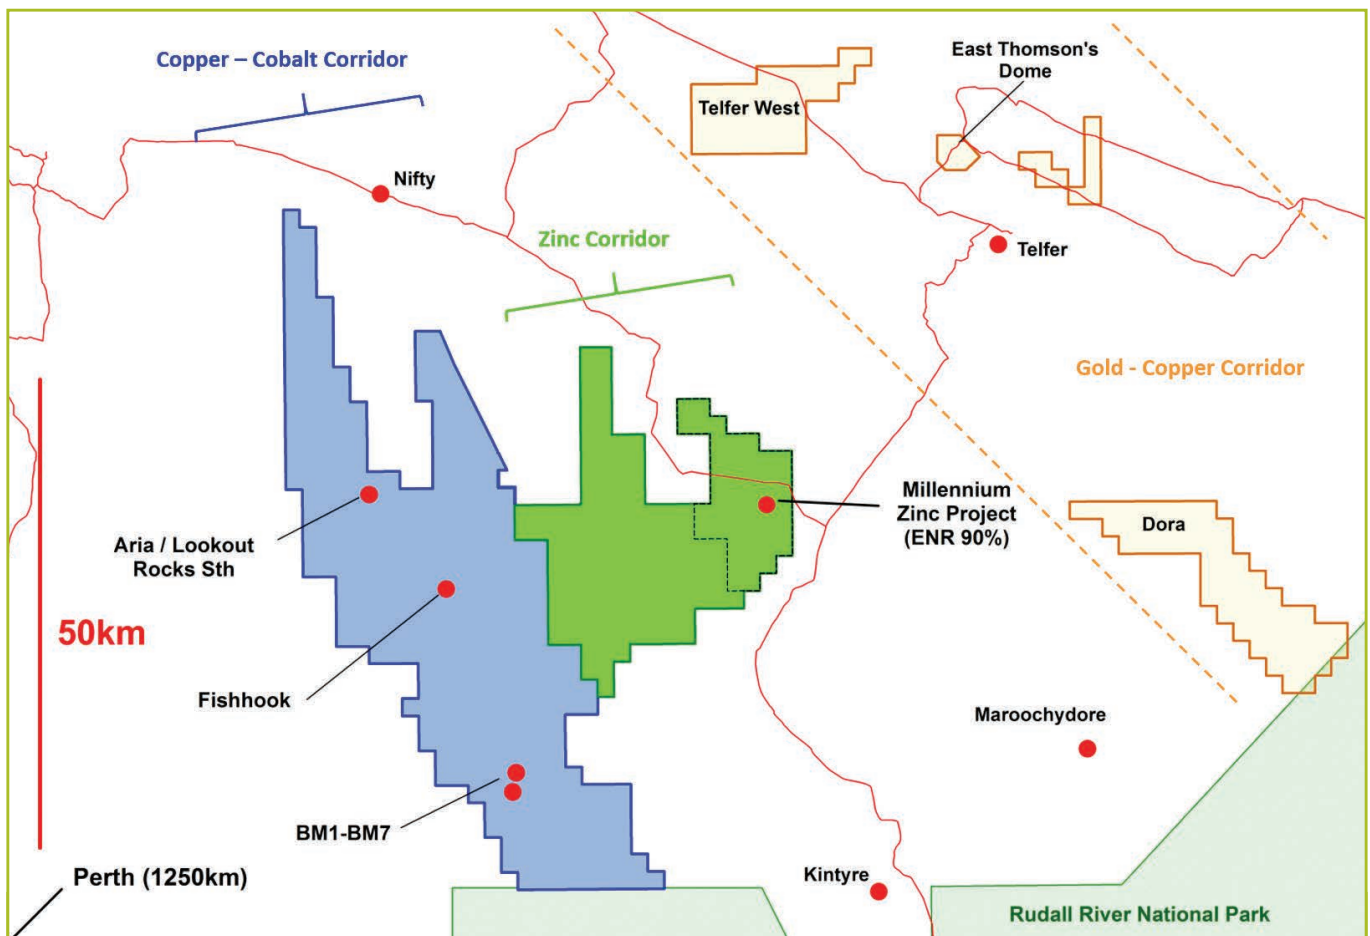 Copper – Cobalt Corridor
East Thomson's
Dome
Telfer West
Nifty
Zinc Corridor
Telfer
Gold - Copper Corridor
Millennium
Zinc Project
(ENR 90%)
Dora
Aria / Lookout
Rocks Sth
50km
Fishhook
Maroochydore
BM1-BM7
Perth (1250km)
Kintyre
Rudall River National Park